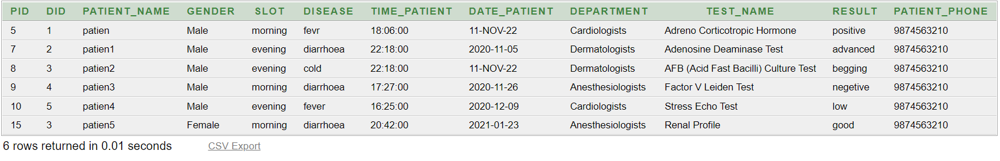 PID DID PATIENT_NAME GENDER SLOT DISEASE TIME_PATIENT DATE_PATIENT DEPARTMENT TEST_NAME RESULT PATIENT_PHONE
5 1 patien Male morning fevr 18:06:00 11-NOV-22 Cardiologists Adreno Corticotropic Hormone positive 9874563210
7 2 patien1 Male evening diarrhoea 22:18:00 2020-11-05 Dermatologists Adenosine Deaminase Test advanced 9874563210
8 3 patien2 Male evening cold 22:18:00 11-NOV-22 Dermatologists AFB (Acid Fast Bacilli) Culture Test begging 9874563210
9 4 patien3 Male morning diarrhoea 17:27:00 2020-11-26 Anesthesiologists Factor V Leiden Test negetive 9874563210
10 5 patien4 Male evening fever 16:25:00 2020-12-09 Cardiologists Stress Echo Test low 9874563210
15 3 patien5 Female morning diarrhoea 20:42:00 2021-01-23 Anesthesiologists Renal Profile good 9874563210
6 rows returned in 0.01 seconds CSV Export